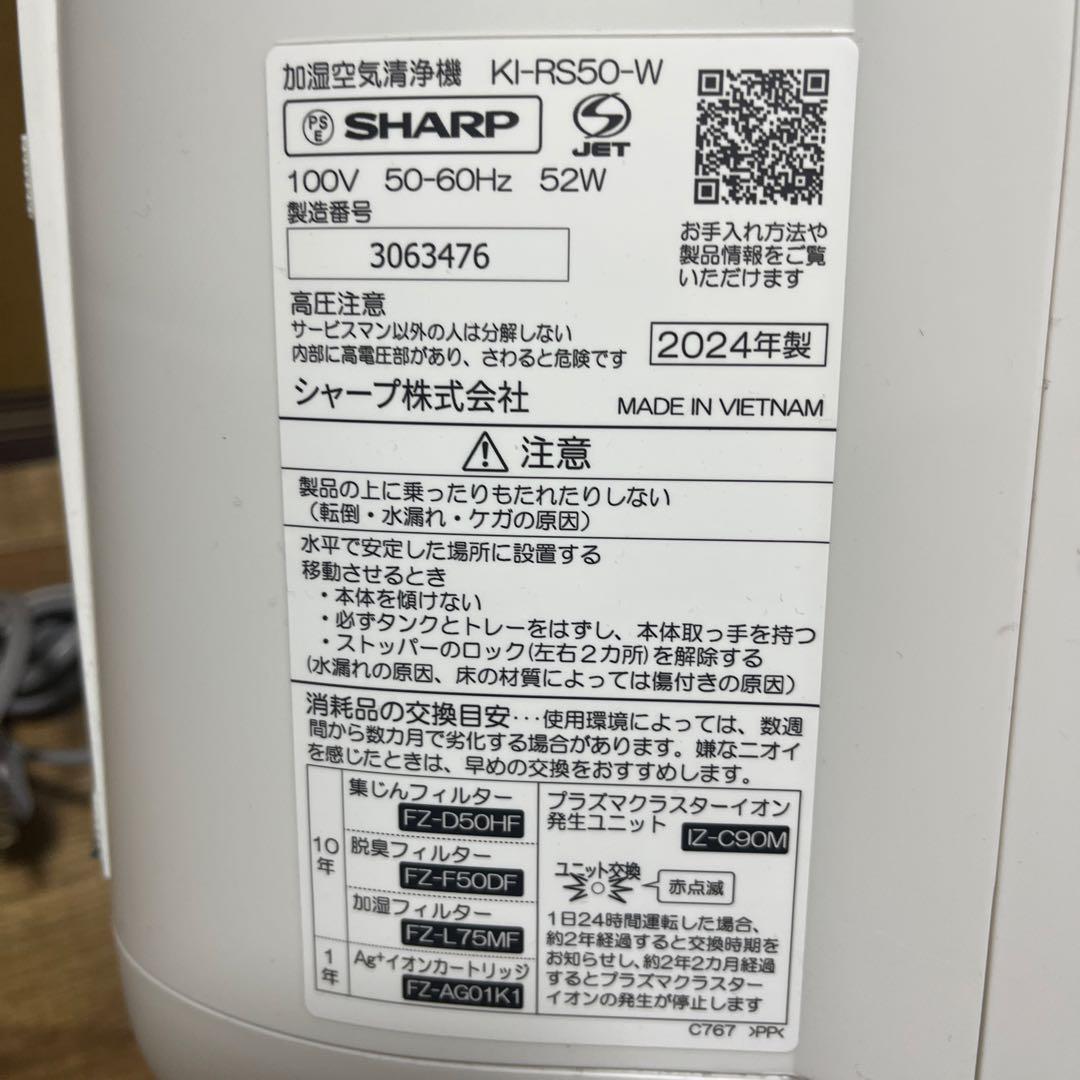 加湿空気清浄機 KI-RS50-W
PS
E
SHARP
JET
100V 50-60Hz 52W
製造番号
3063476
お手入れ方法や
製品情報をご覧
いただけます
高圧注意
サービスマン以外の人は分解しない
内部に高電圧部があり、さわると危険です
2024年製
シャープ株式会社
MADE IN VIETNAM
注意
製品の上に乗ったりもたれたりしない
（転倒・水漏れ・ケガの原因）
水平で安定した場所に設置する
移動させるとき
・本体を傾けない
・必ずタンクとトレーをはずし、本体取っ手を持つ
・ストッパーのロック(左右2カ所)を解除する
(水漏れの原因、床の材質によっては傷付きの原因)
消耗品の交換目安…使用環境によっては、数週
間から数カ月で劣化する場合があります。嫌なニオイ
を感じたときは、早めの交換をおすすめします。
10年
集じんフィルター
FZ-D50HF
脱臭フィルター
FZ-F50DF
加湿フィルター
FZ-L75MF
1年
Ag+イオンカートリッジ
FZ-AG01K1
プラズマクラスターイオン
発生ユニット IZ-C90M
ユニット交換
赤点滅
1日24時間運転した場合、
約2年経過すると交換時期を
お知らせし、約2年2カ月経過
するとプラズマクラスター
イオンの発生が停止します
C767 >PP<